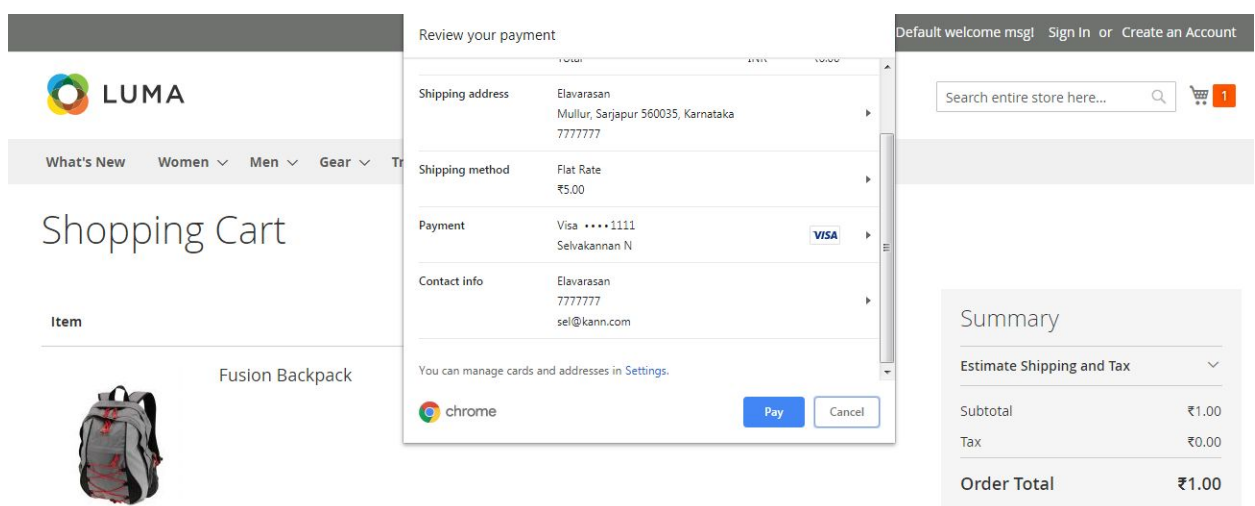 Default welcome msg! Sign In or Create an Account
LUMA
Search entire store here...
1
What's New Women Men Gear
Shopping Cart
Item
Fusion Backpack
Review your payment
Total INR
Shipping address
Elavarasan
Mullur, Sarjapur 560035, Karnataka
7777777
Shipping method
Flat Rate
₹5.00
Payment
Visa ••••1111
VISA
Selvakannan N
Contact info
Elavarasan
7777777
sel@kann.com
You can manage cards and addresses in Settings.
chrome
Pay Cancel
Summary
Estimate Shipping and Tax
Subtotal ₹1.00
Tax ₹0.00
Order Total ₹1.00